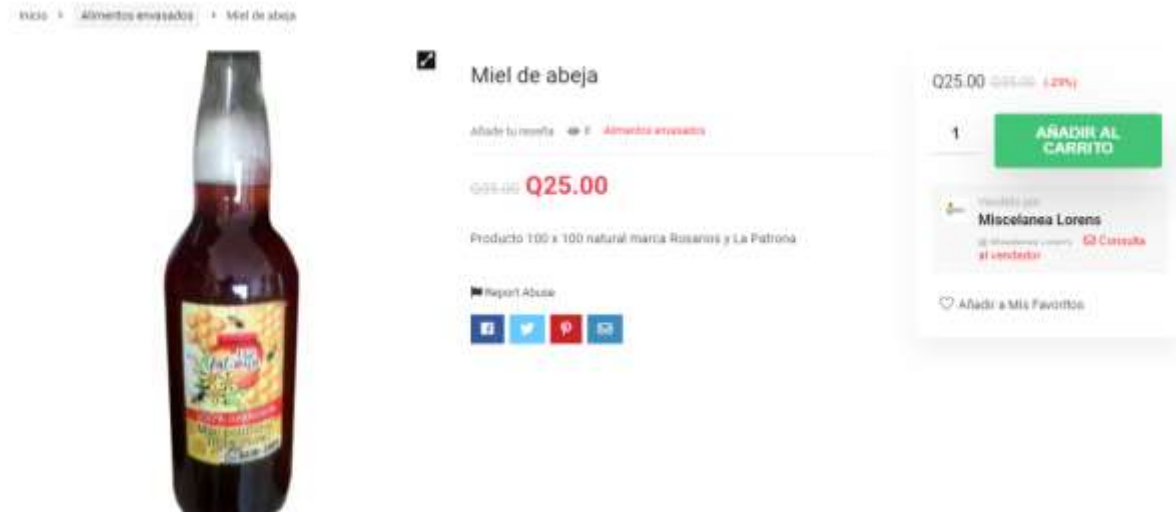 Inicio > Alimentos envasados > Miel de abeja
Miel de abeja
Añade tu reseña
Alimentos envasados
Q25.00
Producto 100 x 100 natural marca Rosarios y La Patrona
Report Abuse
Q25.00
1
AÑADIR AL
CARRITO
Vendido por
Miscelanea Lorens
Consulta
al vendedor
Añadir a Mis Favoritos